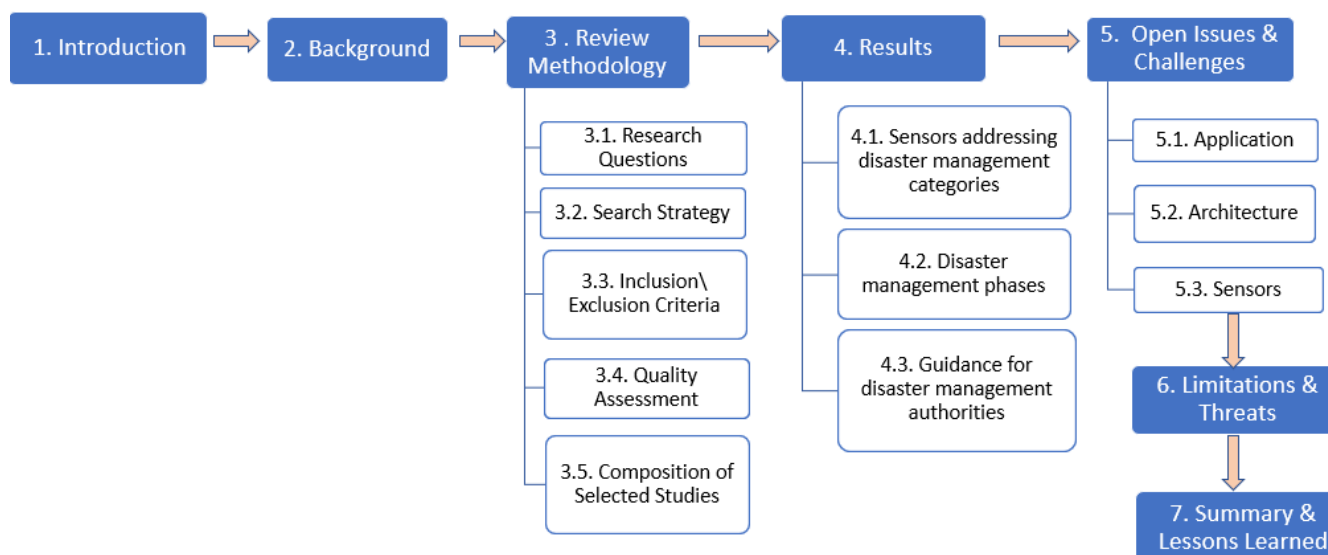 1. Introduction
2. Background
3 . Review
Methodology
3.1. Research
Questions
3.2. Search Strategy
3.3. Inclusion\
Exclusion Criteria
3.4. Quality
Assessment
3.5. Composition of
Selected Studies
4. Results
4.1. Sensors addressing
disaster management
categories
4.2. Disaster
management phases
4.3. Guidance for
disaster management
authorities
5. Open Issues &
Challenges
5.1. Application
5.2. Architecture
5.3. Sensors
6. Limitations &
Threats
7. Summary &
Lessons Learned